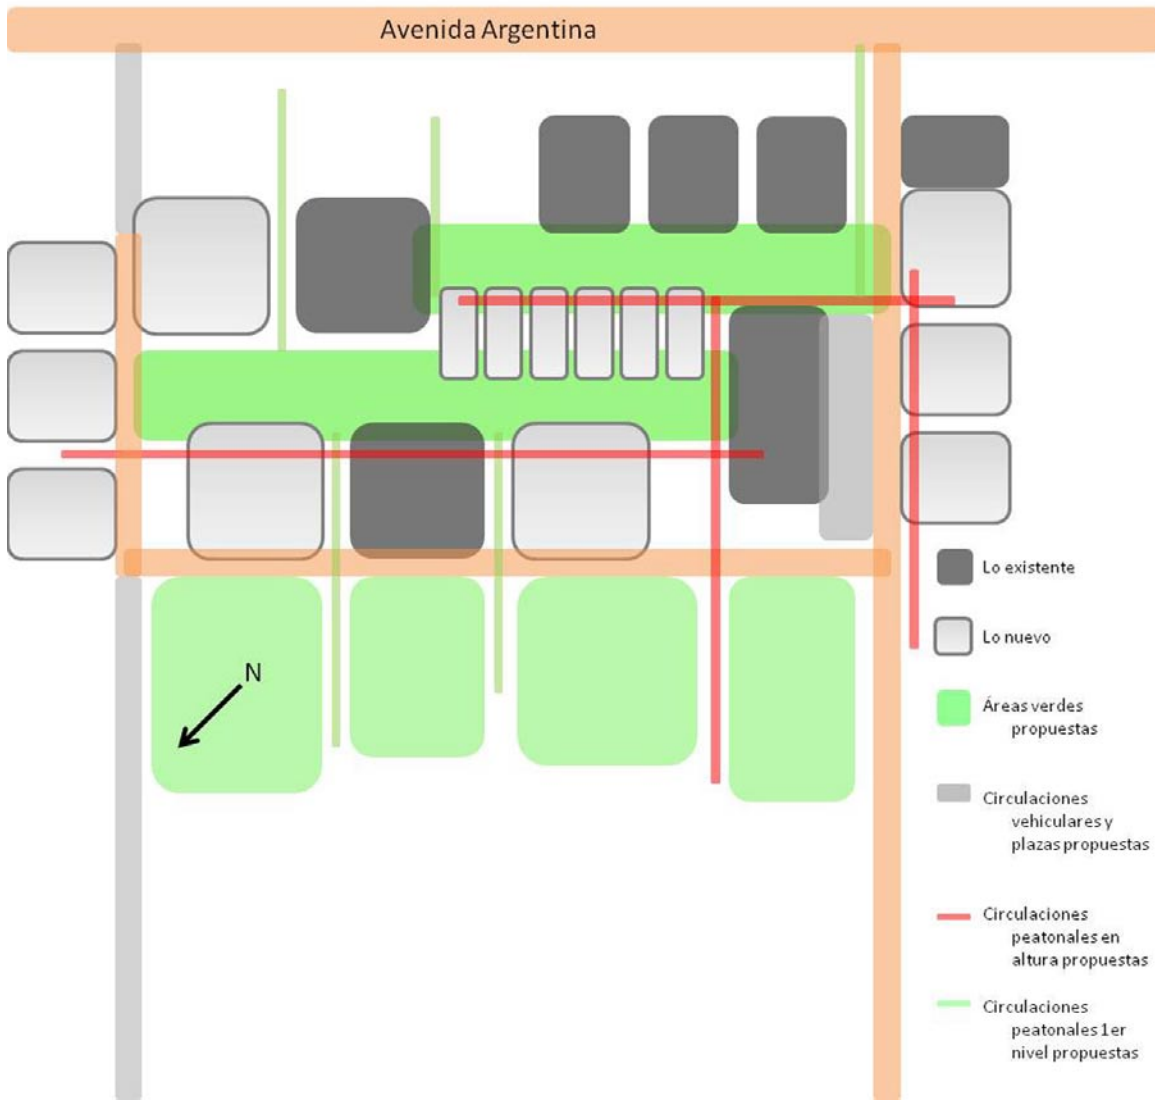 Avenida Argentina
N
Lo existente
Lo nuevo
Áreas verdes
propuestas
Circulaciones
vehiculares y
plazas propuestas
Circulaciones
peatonales en
altura propuestas
Circulaciones
peatonales 1er
nivel propuestas